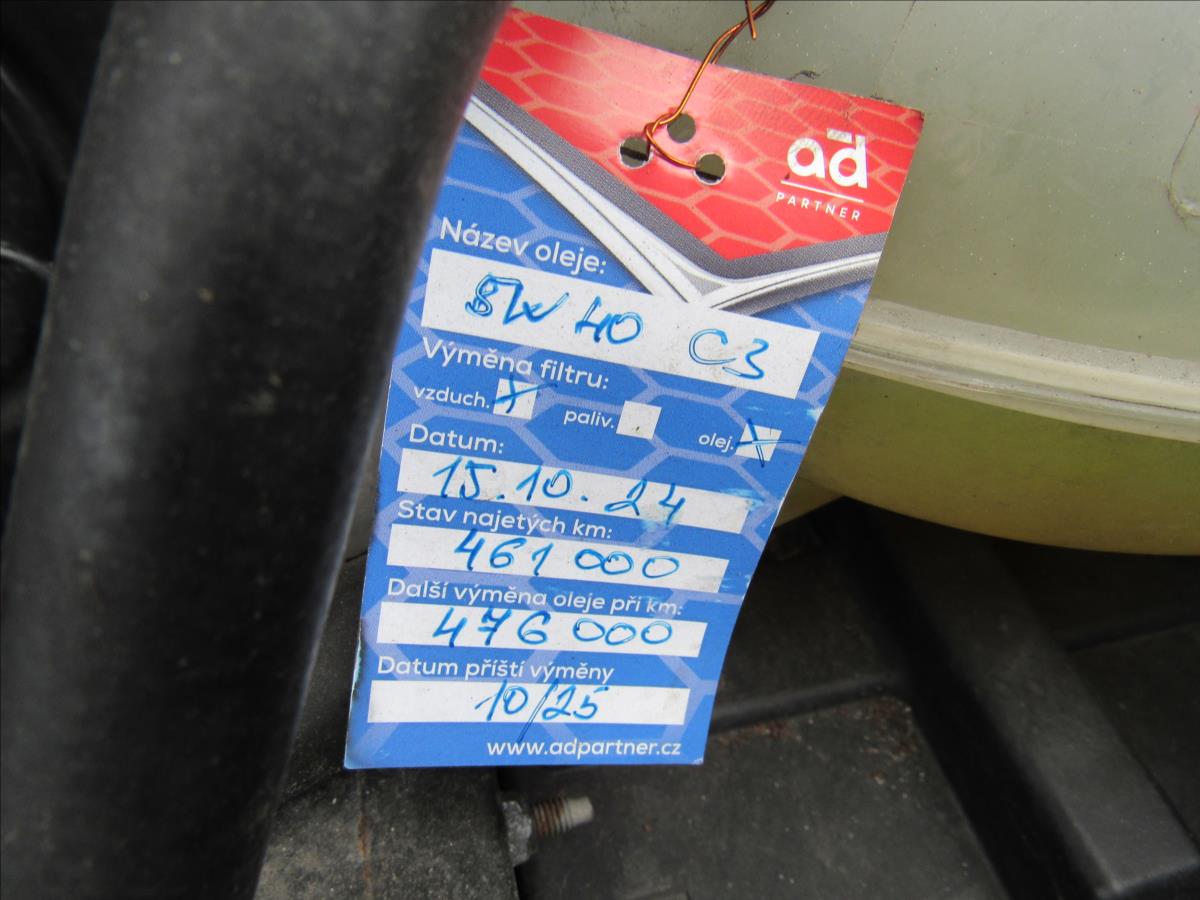 ad
PARTNER
Název oleje:
5W 40 C3
Výměna filtru:
vzduch. paliv. olej.
Datum:
15.10.24
Stav najetých km:
461 000
Další výměna oleje při km:
476 000
Datum příští výměny
10/25
www.adpartner.cz